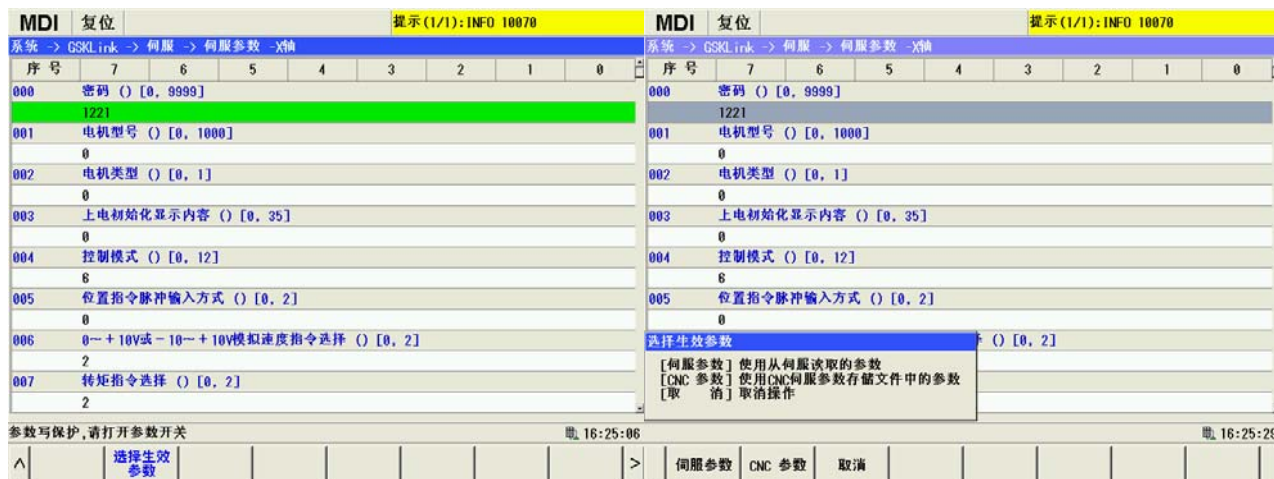 MDI 复位 提示(1/1):INFO 10070
系统 -> GSKLink -> 伺服 -> 伺服参数 -X轴
序号 7 6 5 4 3 2 1 0
000 密码 () [0, 9999]
1221
001 电机型号 () [0, 1000]
0
002 电机类型 () [0, 1]
0
003 上电初始化显示内容 () [0, 35]
0
004 控制模式 () [0, 12]
6
005 位置指令脉冲输入方式 () [0, 2]
0
006 0～＋10V或－10～＋10V模拟速度指令选择 () [0, 2]
2
007 转矩指令选择 () [0, 2]
2
参数写保护,请打开参数开关 16:25:06
∧ 选择生效 >
参数
MDI 复位 提示(1/1):INFO 10070
系统 -> GSKLink -> 伺服 -> 伺服参数 -X轴
序号 7 6 5 4 3 2 1 0
000 密码 () [0, 9999]
1221
001 电机型号 () [0, 1000]
0
002 电机类型 () [0, 1]
0
003 上电初始化显示内容 () [0, 35]
0
004 控制模式 () [0, 12]
6
005 位置指令脉冲输入方式 () [0, 2]
0
() [0, 2]
选择生效参数
[伺服参数] 使用从伺服读取的参数
[CNC 参数] 使用CNC伺服参数存储文件中的参数
[取 消] 取消操作
伺服参数 CNC 参数 取消